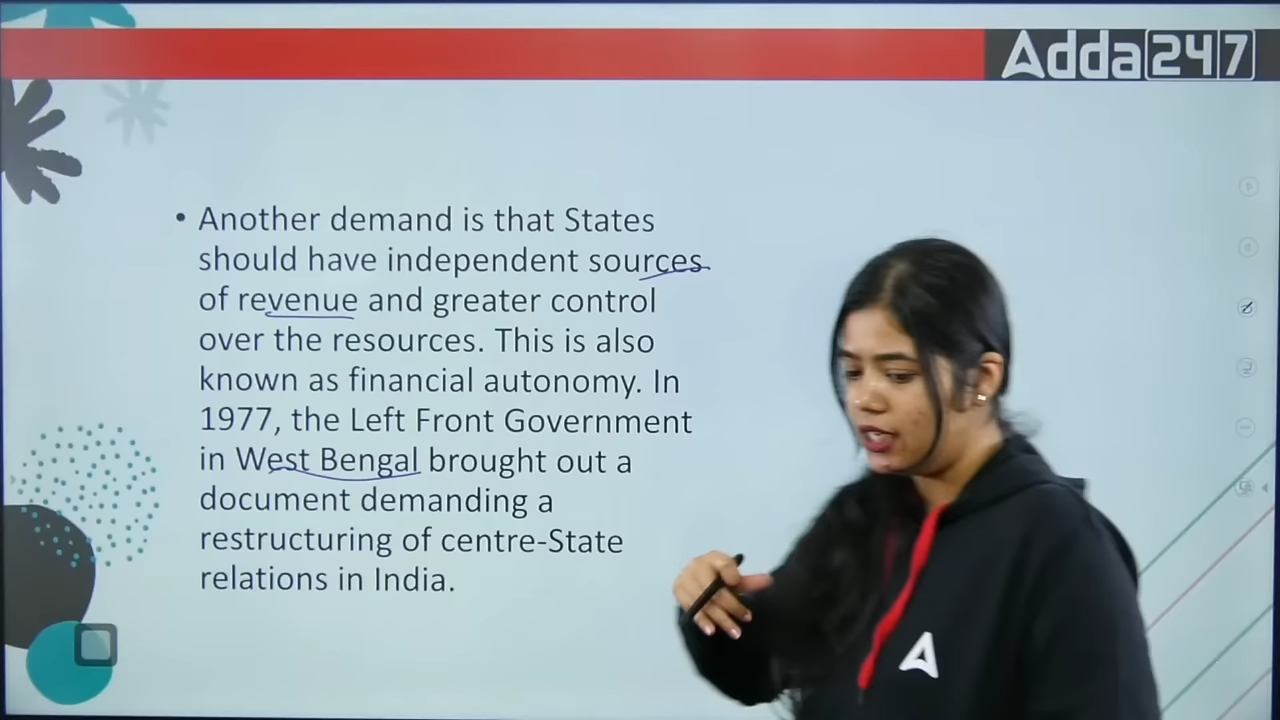 Adda 247
• Another demand is that States
should have independent sources
of revenue and greater control
over the resources. This is also
known as financial autonomy. In
1977, the Left Front Government
in West Bengal brought out a
document demanding a
restructuring of centre-State
relations in India.